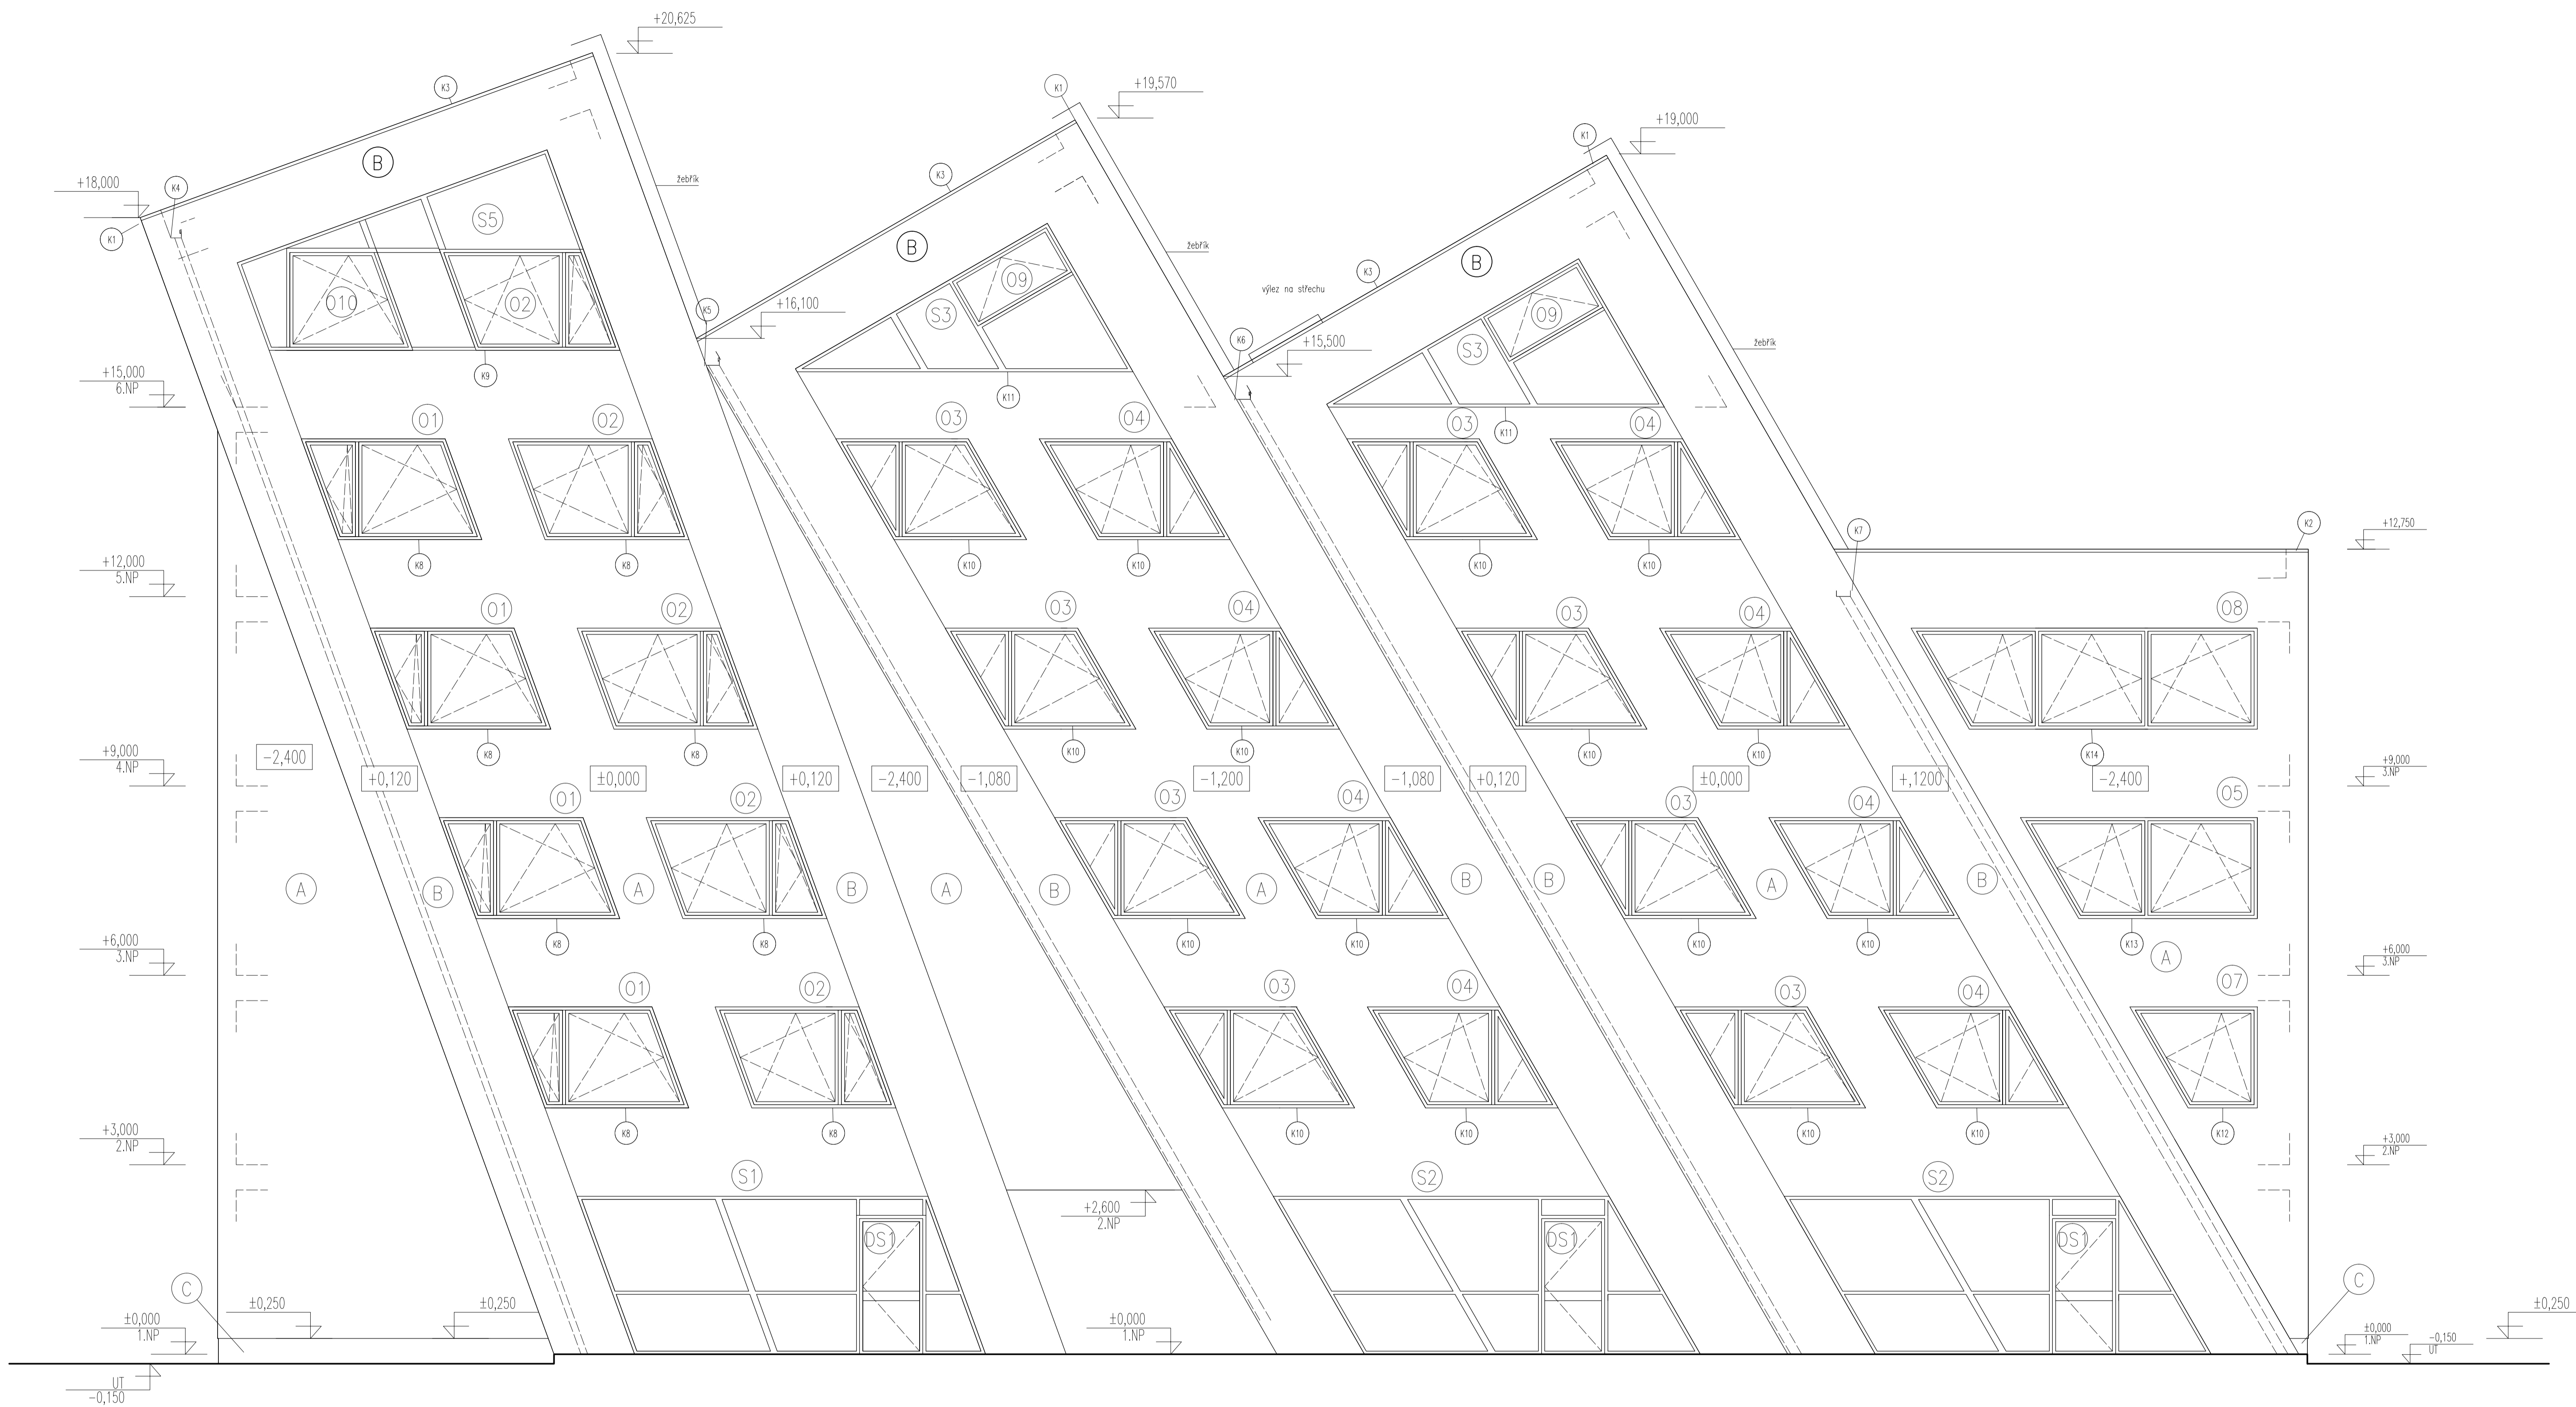 +20,625
K3
K1
+19,570
+19,000
K1
B
K3
žebřík
+18,000
K4
K1
S5
B
žebřík
K3
B
výlez na střechu
O9
O9
O10
O2
K5
+16,100
S3
K6
+15,500
S3
žebřík
+15,000
6.NP
K9
K11
K11
O1
O2
O3
O4
O3
O4
K7
K2
+12,750
+12,000
5.NP
K8
K8
K10
K10
K10
K10
O1
O2
O3
O4
O3
O4
O8
+9,000
4.NP
-2,400
K8
K8
K10
K10
K10
K10
K14
+9,000
3.NP
+0,120
±0,000
+0,120
-2,400
-1,080
-1,200
-1,080
+0,120
±0,000
+,1200
-2,400
O1
O2
O3
O4
O3
O4
O5
A
B
A
B
A
B
A
B
B
A
B
+6,000
3.NP
K8
K8
K10
K10
K10
K10
K13
A
+6,000
3.NP
O1
O2
O3
O4
O3
O4
O7
+3,000
2.NP
K8
K8
K10
K10
K10
K10
K12
+3,000
2.NP
S1
S2
S2
+2,600
2.NP
DS1
DS1
DS1
C
C
±0,250
±0,250
±0,250
±0,000
1.NP
±0,000
1.NP
±0,000
1.NP
-0,150
UT
UT
-0,150